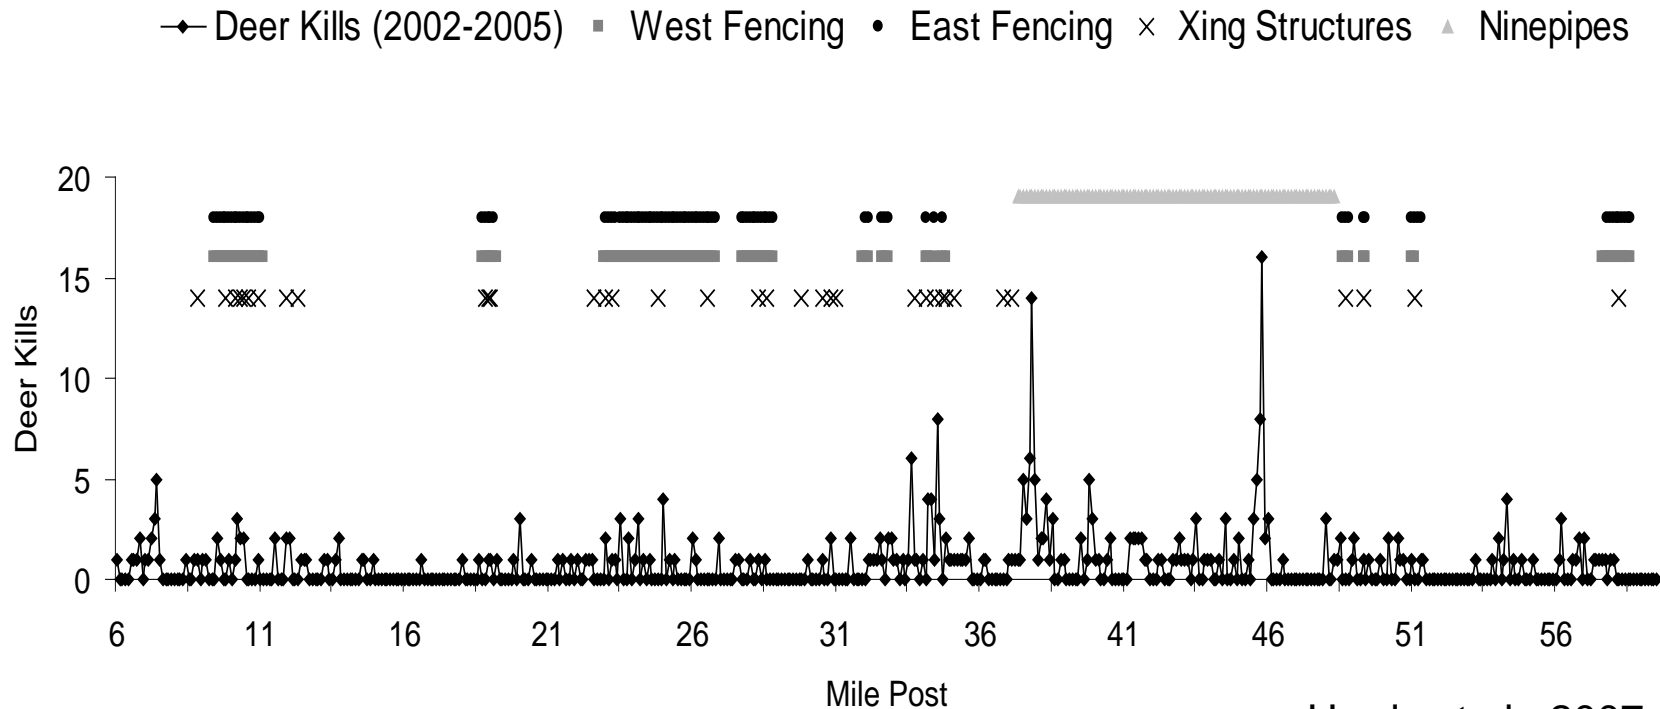 Deer Kills (2002-2005) West Fencing East Fencing Xing Structures Ninepipes
20
15
10
5
0
Deer Kills
6 11 16 21 26 31 36 41 46 51 56
Mile Post